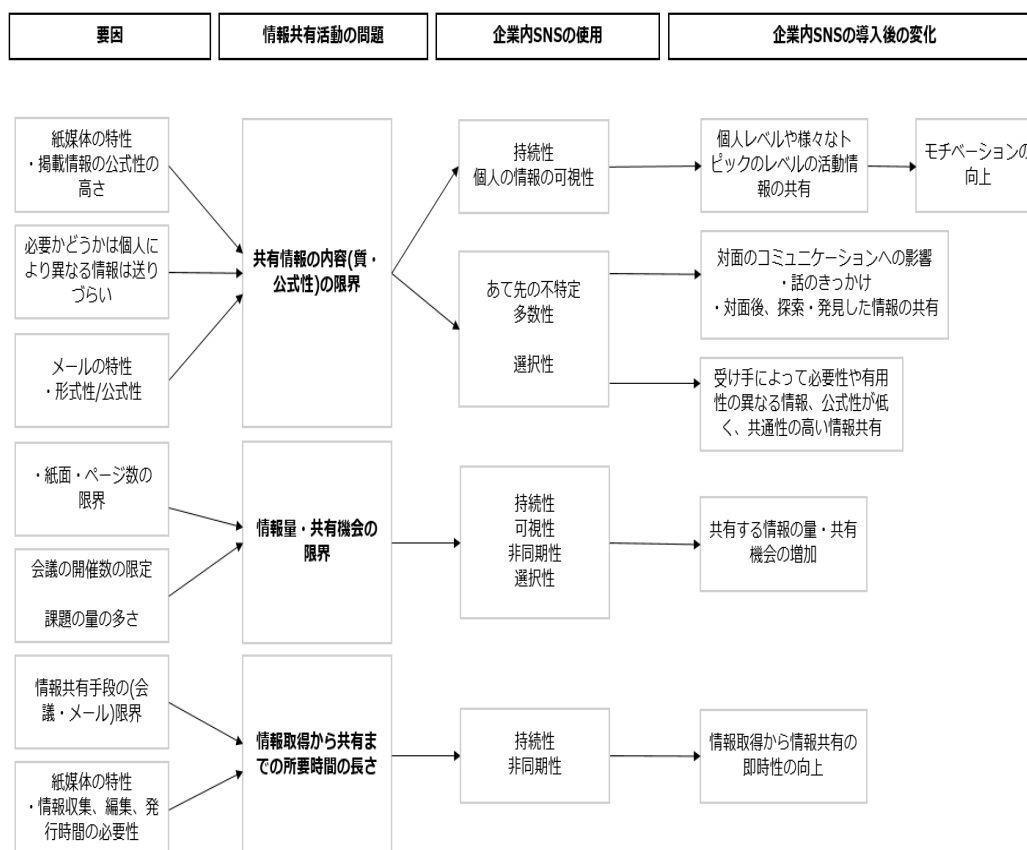 要因
情報共有活動の問題
企業内SNSの使用
企業内SNSの導入後の変化
紙媒体の特性
・掲載情報の公式性の
高さ
必要かどうかは個人に
より異なる情報は送り
づらい
メールの特性
・形式性/公式性
共有情報の内容(質・
公式性)の限界
持続性
個人の情報の可視性
あて先の不特定
多数性
選択性
個人レベルや様々なト
ピックのレベルの活動情
報の共有
モチベーションの
向上
対面のコミュニケーションへの影響
・話のきっかけ
・対面後、探索・発見した情報の共有
受け手によって必要性や有用
性の異なる情報、公式性が低
く、共通性の高い情報共有
・紙面・ページ数の
限界
会議の開催数の限定
課題の量の多さ
情報量・共有機会の
限界
持続性
可視性
非同期性
選択性
共有する情報の量・共有
機会の増加
情報共有手段の(会
議・メール)限界
紙媒体の特性
・情報収集、編集、発
行時間の必要性
情報取得から共有ま
での所要時間の長さ
持続性
非同期性
情報取得から情報共有の
即時性の向上